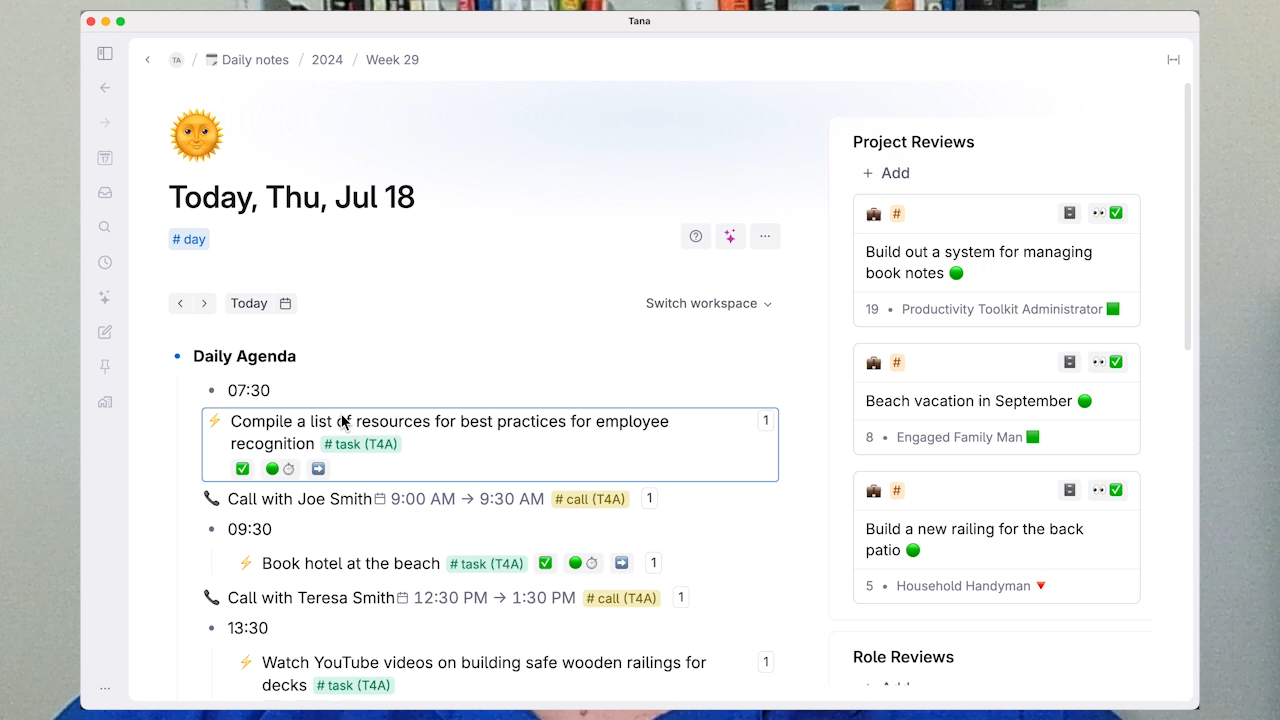 Tana
TA / Daily notes / 2024 / Week 29
17
Today, Thu, Jul 18
# day
Today
Switch workspace
Daily Agenda
07:30
Compile a list of resources for best practices for employee
recognition # task (T4A)
1
Call with Joe Smith 9:00 AM → 9:30 AM # call (T4A) 1
09:30
Book hotel at the beach # task (T4A) 1
Call with Teresa Smith 12:30 PM → 1:30 PM # call (T4A) 1
13:30
Watch YouTube videos on building safe wooden railings for
decks # task (T4A)
1
Project Reviews
+ Add
#
Build out a system for managing
book notes
19 • Productivity Toolkit Administrator
#
Beach vacation in September
8 • Engaged Family Man
#
Build a new railing for the back
patio
5 • Household Handyman
Role Reviews